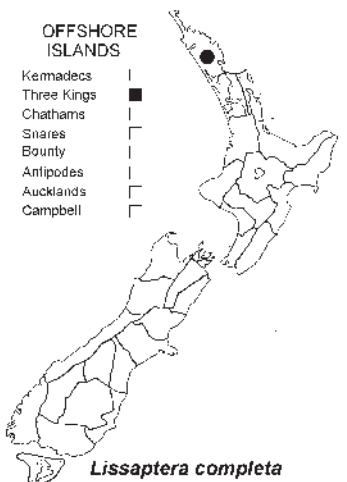 OFFSHORE
ISLANDS
Kermadecs
Three Kings
Chathams
Snares
Bounty
Antipodes
Aucklands
Campbell
Lissaptera completa